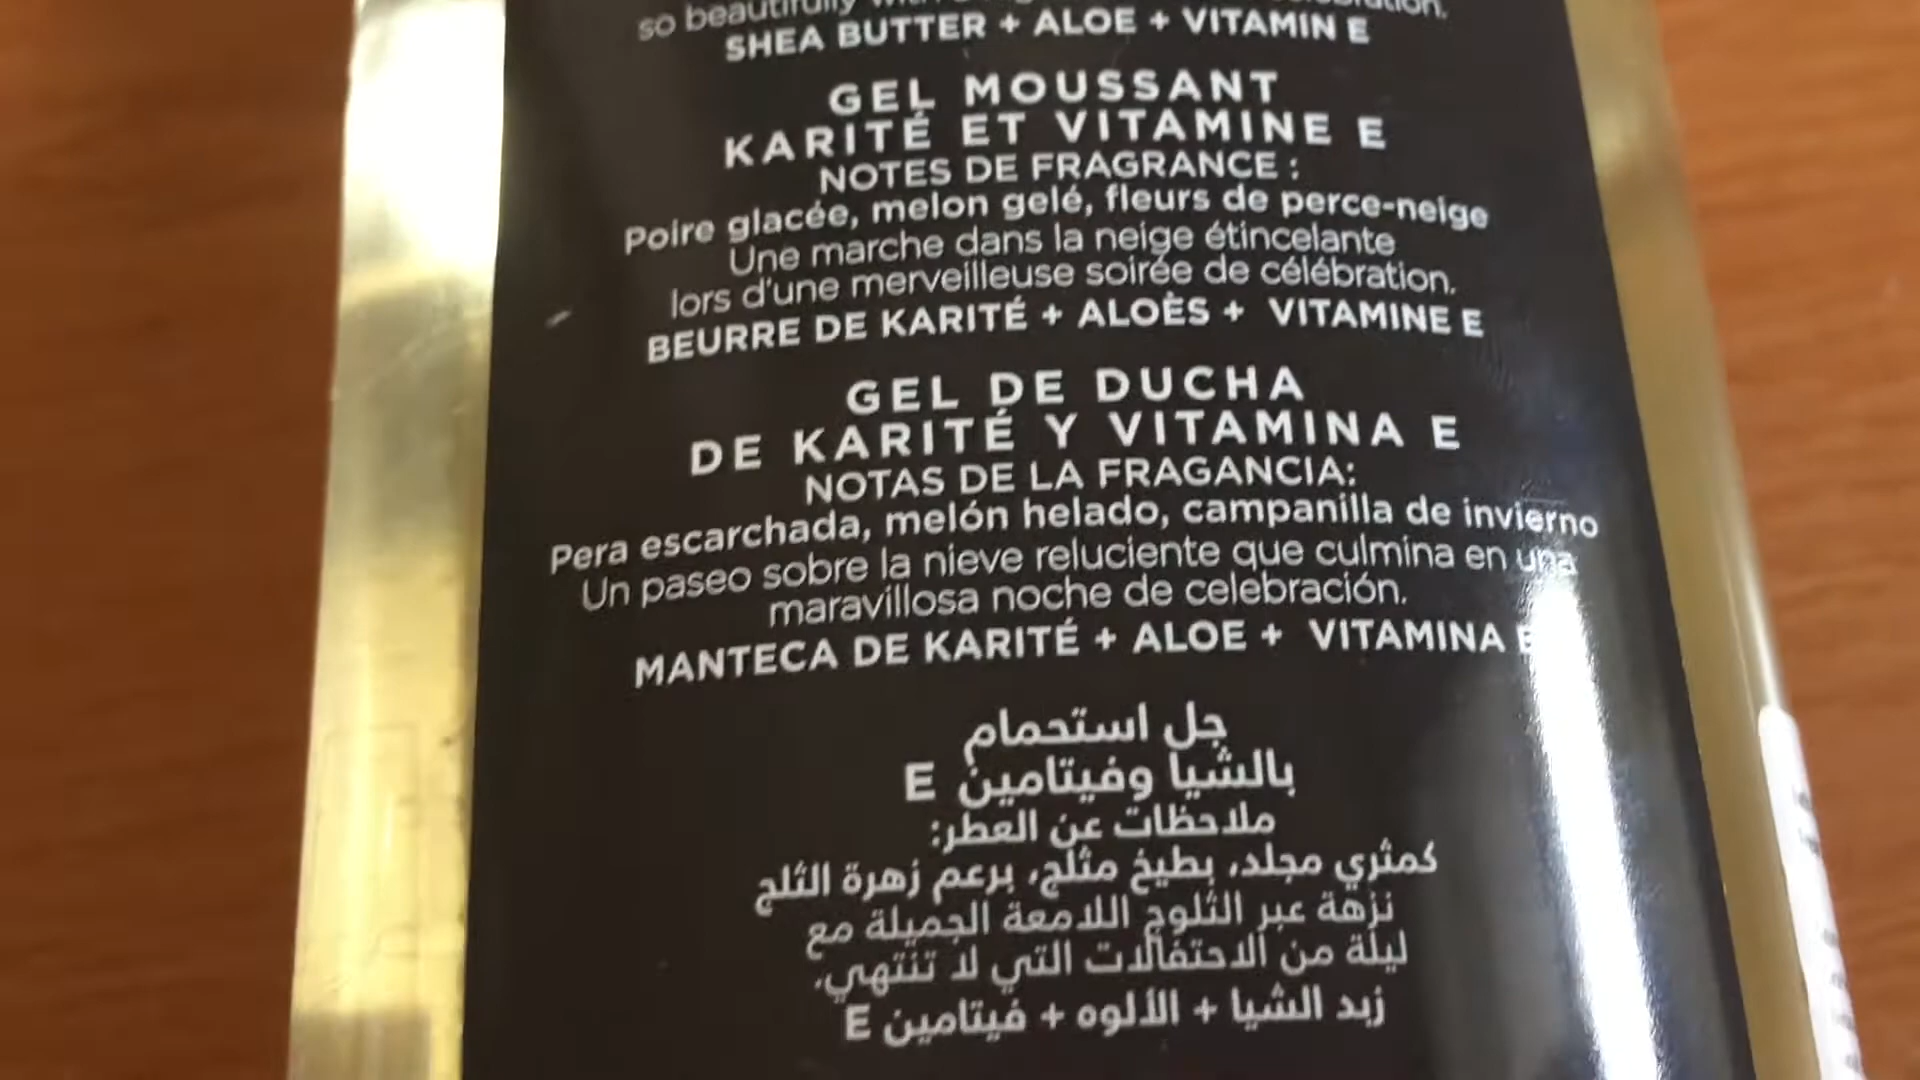 so beautifully
SHEA BUTTER + ALOE + VITAMIN E
GEL MOUSSANT
KARITÉ ET VITAMINE E
NOTES DE FRAGRANCE :
Poire glacée, melon gelé, fleurs de perce-neige
Une marche dans la neige étincelante
lors d'une merveilleuse soirée de célébration.
BEURRE DE KARITÉ + ALOÈS + VITAMINE E
GEL DE DUCHA
DE KARITÉ Y VITAMINA E
NOTAS DE LA FRAGANCIA:
Pera escarchada, melón helado, campanilla de invierno
Un paseo sobre la nieve reluciente que culmina en una
maravillosa noche de celebración.
MANTECA DE KARITÉ + ALOE + VITAMINA E
جل استحمام
بالشيا وفيتامين E
ملاحظات عن العطر:
كمثري مجلد، بطيخ مثلج، برعم زهرة الثلج
نزهة عبر الثلوج اللامعة الجميلة مع
ليلة من الاحتفالات التي لا تنتهي.
زبد الشيا + الألوه + فيتامين E